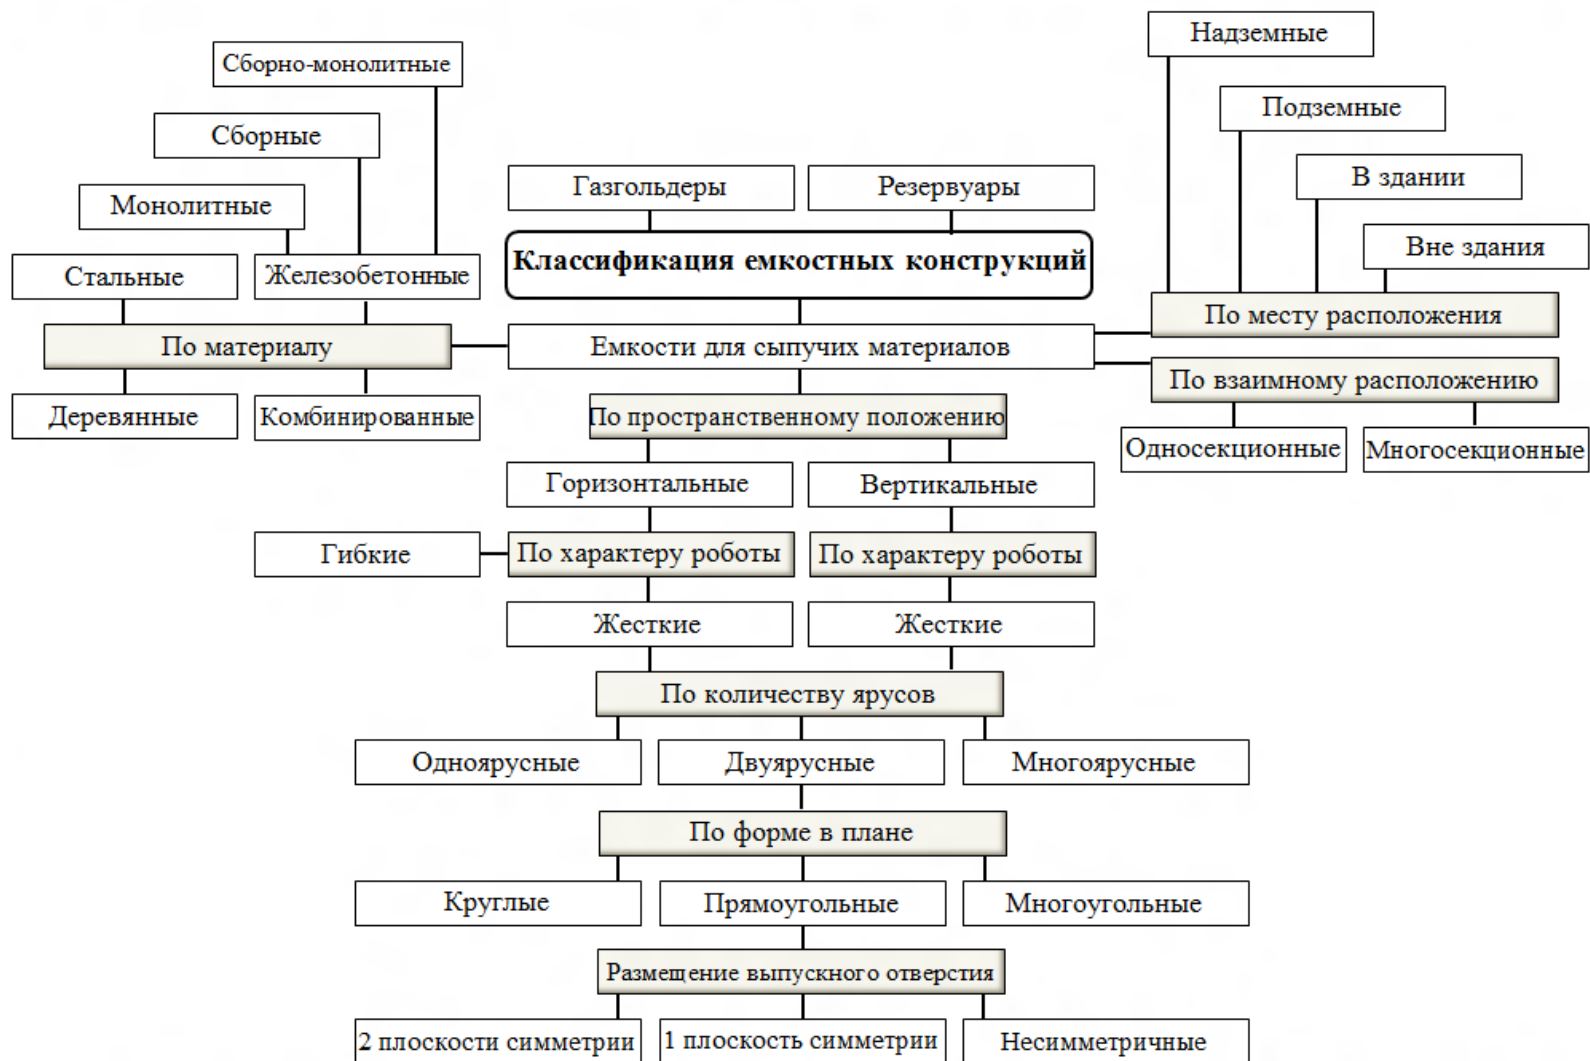 Надземные
Сборно-монолитные
Подземные
Сборные
В здании
Газгольдеры
Резервуары
Монолитные
Вне здания
Классификация емкостных конструкций
Стальные
Железобетонные
По месту расположения
По материалу
Емкости для сыпучих материалов
По взаимному расположению
Деревянные
Комбинированные
По пространственному положению
Односекционные
Многосекционные
Горизонтальные
Вертикальные
Гибкие
По характеру роботы
По характеру роботы
Жесткие
Жесткие
По количеству ярусов
Одноярусные
Двуярусные
Многоярусные
По форме в плане
Круглые
Прямоугольные
Многоугольные
Размещение выпускного отверстия
2 плоскости симметрии
1 плоскость симметрии
Несимметричные